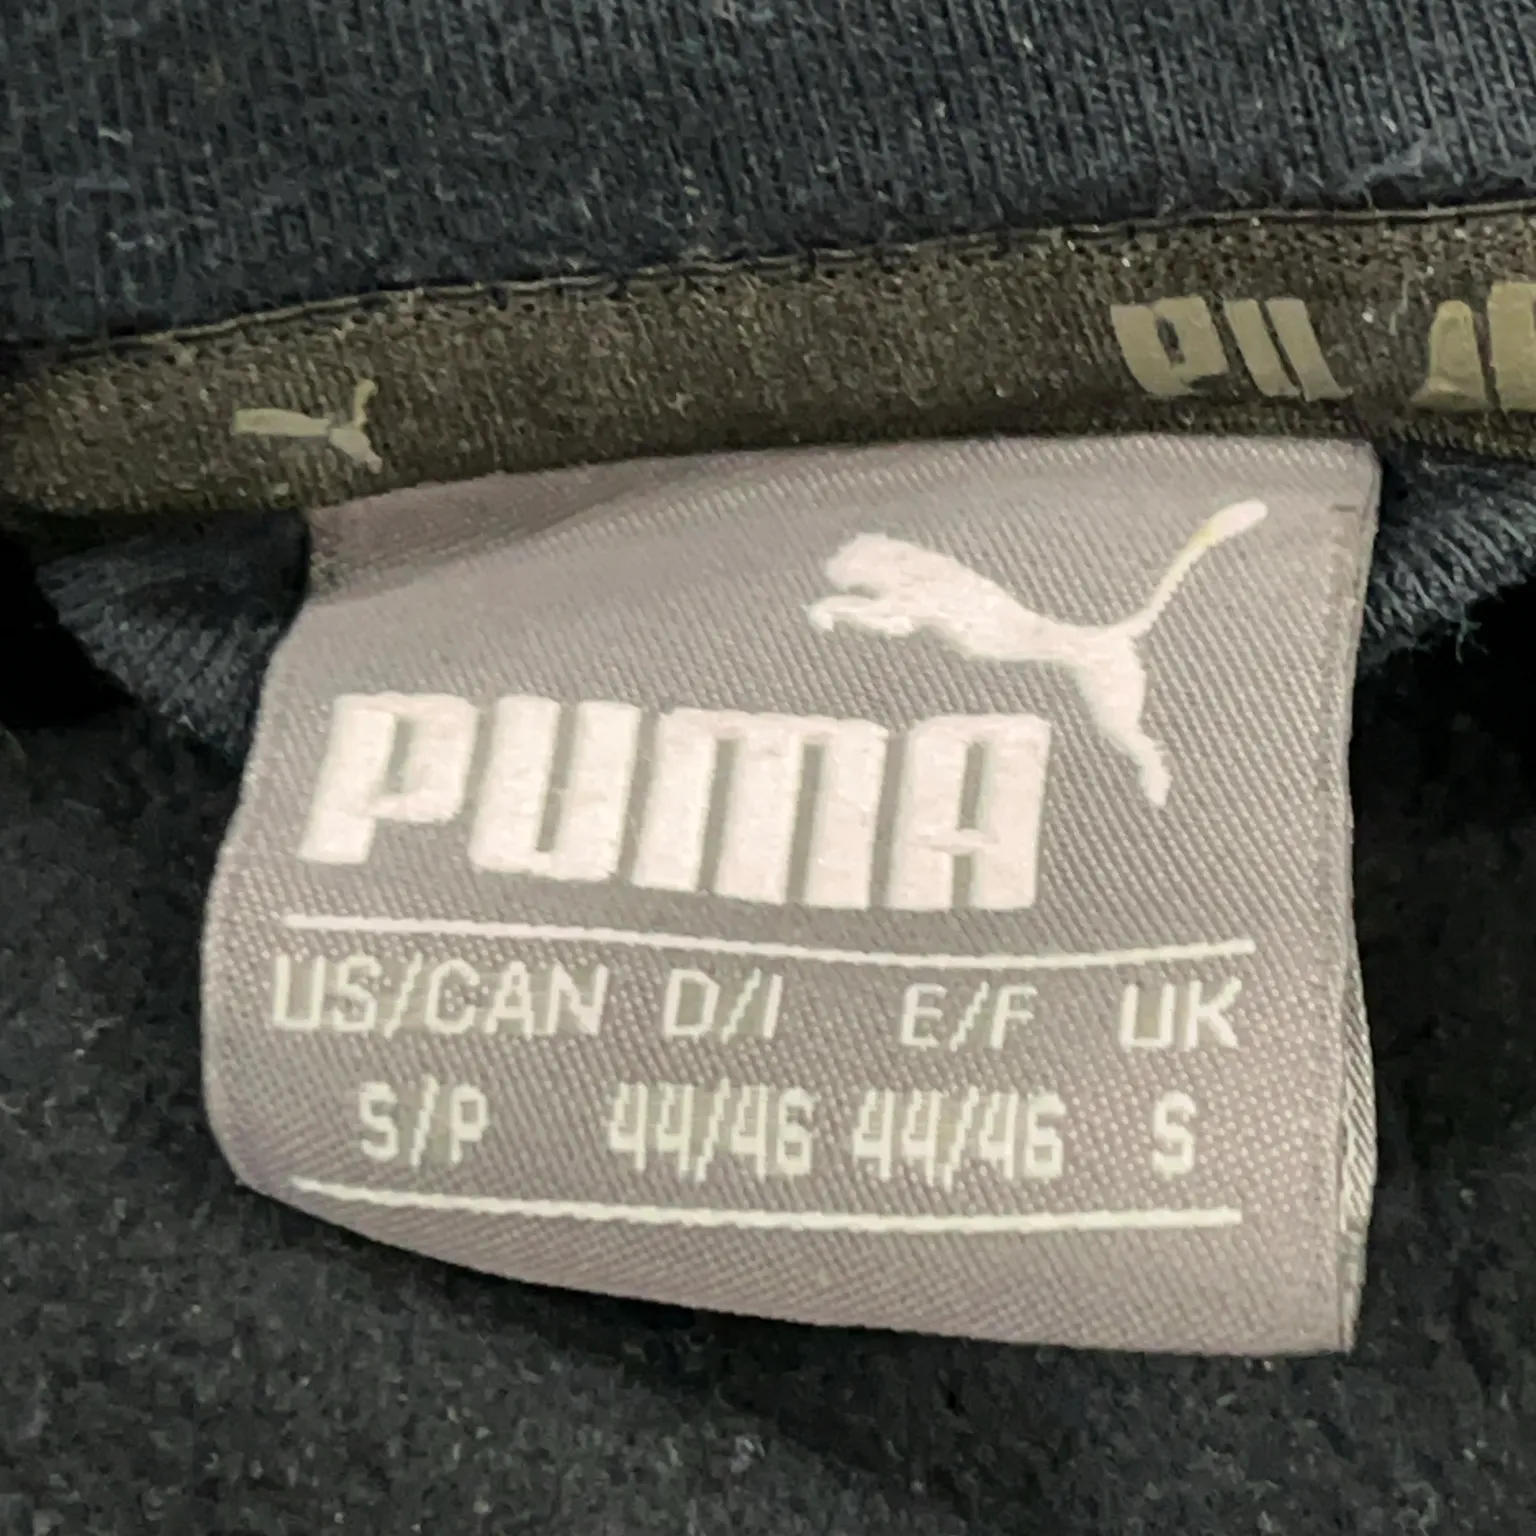 PUMA
US/CAN D/I E/F UK
S/P 44/46 44/46 S